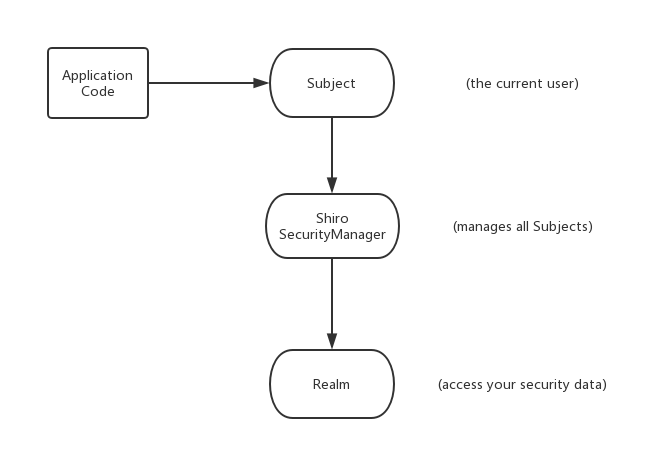 Application
Code
Subject
(the current user)
Shiro
SecurityManager
(manages all Subjects)
Realm
(access your security data)